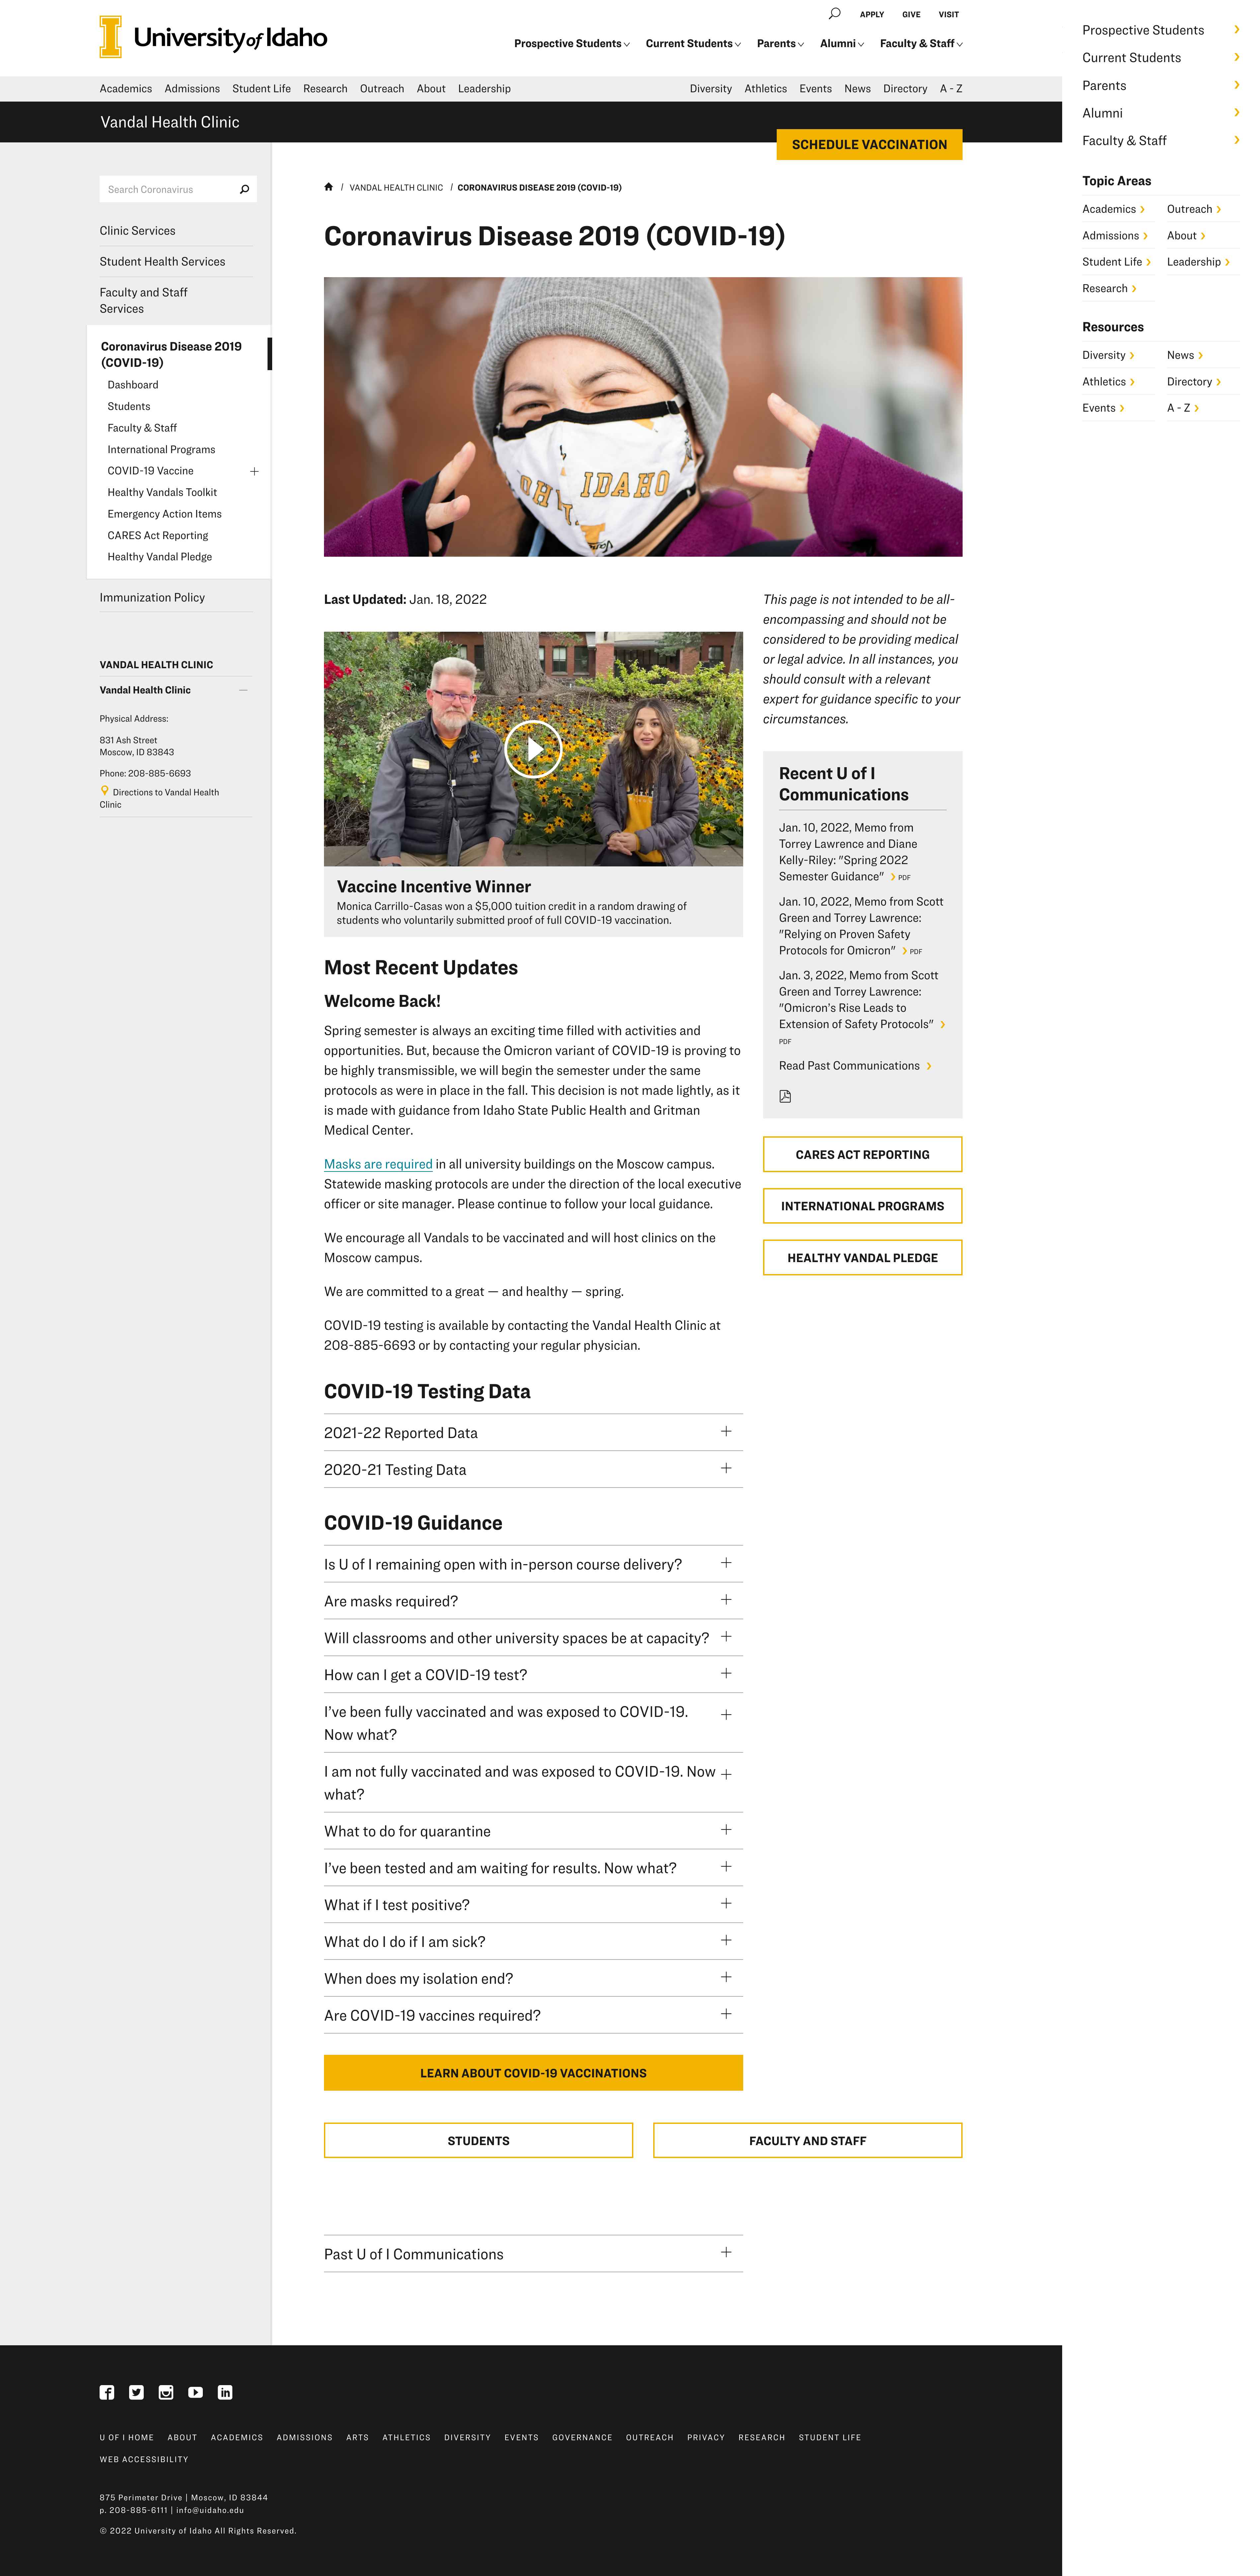 University of Idaho
APPLY GIVE VISIT
Prospective Students Current Students Parents Alumni Faculty & Staff
Academics Admissions Student Life Research Outreach About Leadership Diversity Athletics Events News Directory A - Z
Vandal Health Clinic
SCHEDULE VACCINATION
Search Coronavirus
Clinic Services
Student Health Services
Faculty and Staff
Services
Coronavirus Disease 2019
(COVID-19)
Dashboard
Students
Faculty & Staff
International Programs
COVID-19 Vaccine
Healthy Vandals Toolkit
Emergency Action Items
CARES Act Reporting
Healthy Vandal Pledge
Immunization Policy
VANDAL HEALTH CLINIC
Vandal Health Clinic
Physical Address:
831 Ash Street
Moscow, ID 83843
Phone: 208-885-6693
Directions to Vandal Health
Clinic
/ VANDAL HEALTH CLINIC / CORONAVIRUS DISEASE 2019 (COVID-19)
Coronavirus Disease 2019 (COVID-19)
IDAHO
Last Updated: Jan. 18, 2022
Vaccine Incentive Winner
Monica Carrillo-Casas won a $5,000 tuition credit in a random drawing of
students who voluntarily submitted proof of full COVID-19 vaccination.
Most Recent Updates
Welcome Back!
Spring semester is always an exciting time filled with activities and
opportunities. But, because the Omicron variant of COVID-19 is proving to
be highly transmissible, we will begin the semester under the same
protocols as were in place in the fall. This decision is not made lightly, as it
is made with guidance from Idaho State Public Health and Gritman
Medical Center.
Masks are required in all university buildings on the Moscow campus.
Statewide masking protocols are under the direction of the local executive
officer or site manager. Please continue to follow your local guidance.
We encourage all Vandals to be vaccinated and will host clinics on the
Moscow campus.
We are committed to a great — and healthy — spring.
COVID-19 testing is available by contacting the Vandal Health Clinic at
208-885-6693 or by contacting your regular physician.
COVID-19 Testing Data
2021-22 Reported Data
2020-21 Testing Data
COVID-19 Guidance
Is U of I remaining open with in-person course delivery?
Are masks required?
Will classrooms and other university spaces be at capacity?
How can I get a COVID-19 test?
I've been fully vaccinated and was exposed to COVID-19.
Now what?
I am not fully vaccinated and was exposed to COVID-19. Now
what?
What to do for quarantine
I've been tested and am waiting for results. Now what?
What if I test positive?
What do I do if I am sick?
When does my isolation end?
Are COVID-19 vaccines required?
LEARN ABOUT COVID-19 VACCINATIONS
STUDENTS
FACULTY AND STAFF
Past U of I Communications
This page is not intended to be all-
encompassing and should not be
considered to be providing medical
or legal advice. In all instances, you
should consult with a relevant
expert for guidance specific to your
circumstances.
Recent U of I
Communications
Jan. 10, 2022, Memo from
Torrey Lawrence and Diane
Kelly-Riley: "Spring 2022
Semester Guidance" PDF
Jan. 10, 2022, Memo from Scott
Green and Torrey Lawrence:
"Relying on Proven Safety
Protocols for Omicron" PDF
Jan. 3, 2022, Memo from Scott
Green and Torrey Lawrence:
"Omicron's Rise Leads to
Extension of Safety Protocols"
PDF
Read Past Communications
CARES ACT REPORTING
INTERNATIONAL PROGRAMS
HEALTHY VANDAL PLEDGE
Prospective Students
Current Students
Parents
Alumni
Faculty & Staff
Topic Areas
Academics Outreach
Admissions About
Student Life Leadership
Research
Resources
Diversity News
Athletics Directory
Events A - Z
U OF I HOME ABOUT ACADEMICS ADMISSIONS ARTS ATHLETICS DIVERSITY EVENTS GOVERNANCE OUTREACH PRIVACY RESEARCH STUDENT LIFE
WEB ACCESSIBILITY
875 Perimeter Drive | Moscow, ID 83844
p. 208-885-6111 | info@uidaho.edu
© 2022 University of Idaho All Rights Reserved.